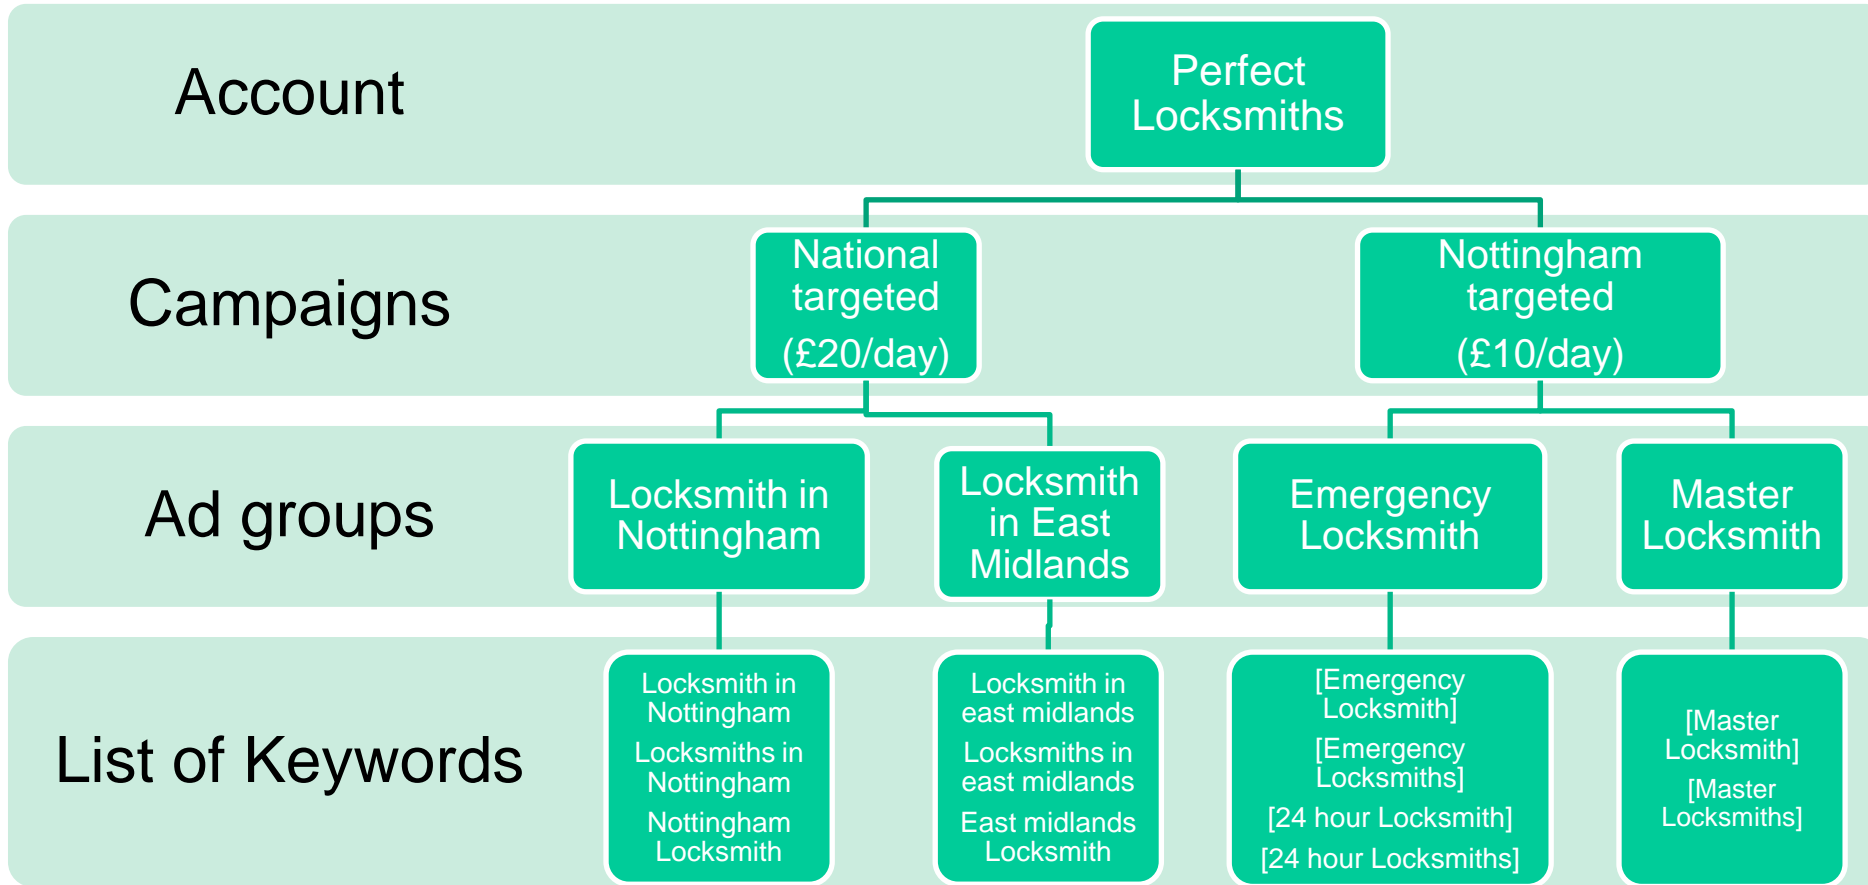 Account
Perfect
Locksmiths
Campaigns
National
targeted
(£20/day)
Nottingham
targeted
(£10/day)
Ad groups
Locksmith in
Nottingham
Locksmith
in East
Midlands
Emergency
Locksmith
Master
Locksmith
List of Keywords
Locksmith in
Nottingham
Locksmiths in
Nottingham
Nottingham
Locksmith
Locksmith in
east midlands
Locksmiths in
east midlands
East midlands
Locksmith
[Emergency
Locksmith]
[Emergency
Locksmiths]
[24 hour Locksmith]
[24 hour Locksmiths]
[Master
Locksmith]
[Master
Locksmiths]